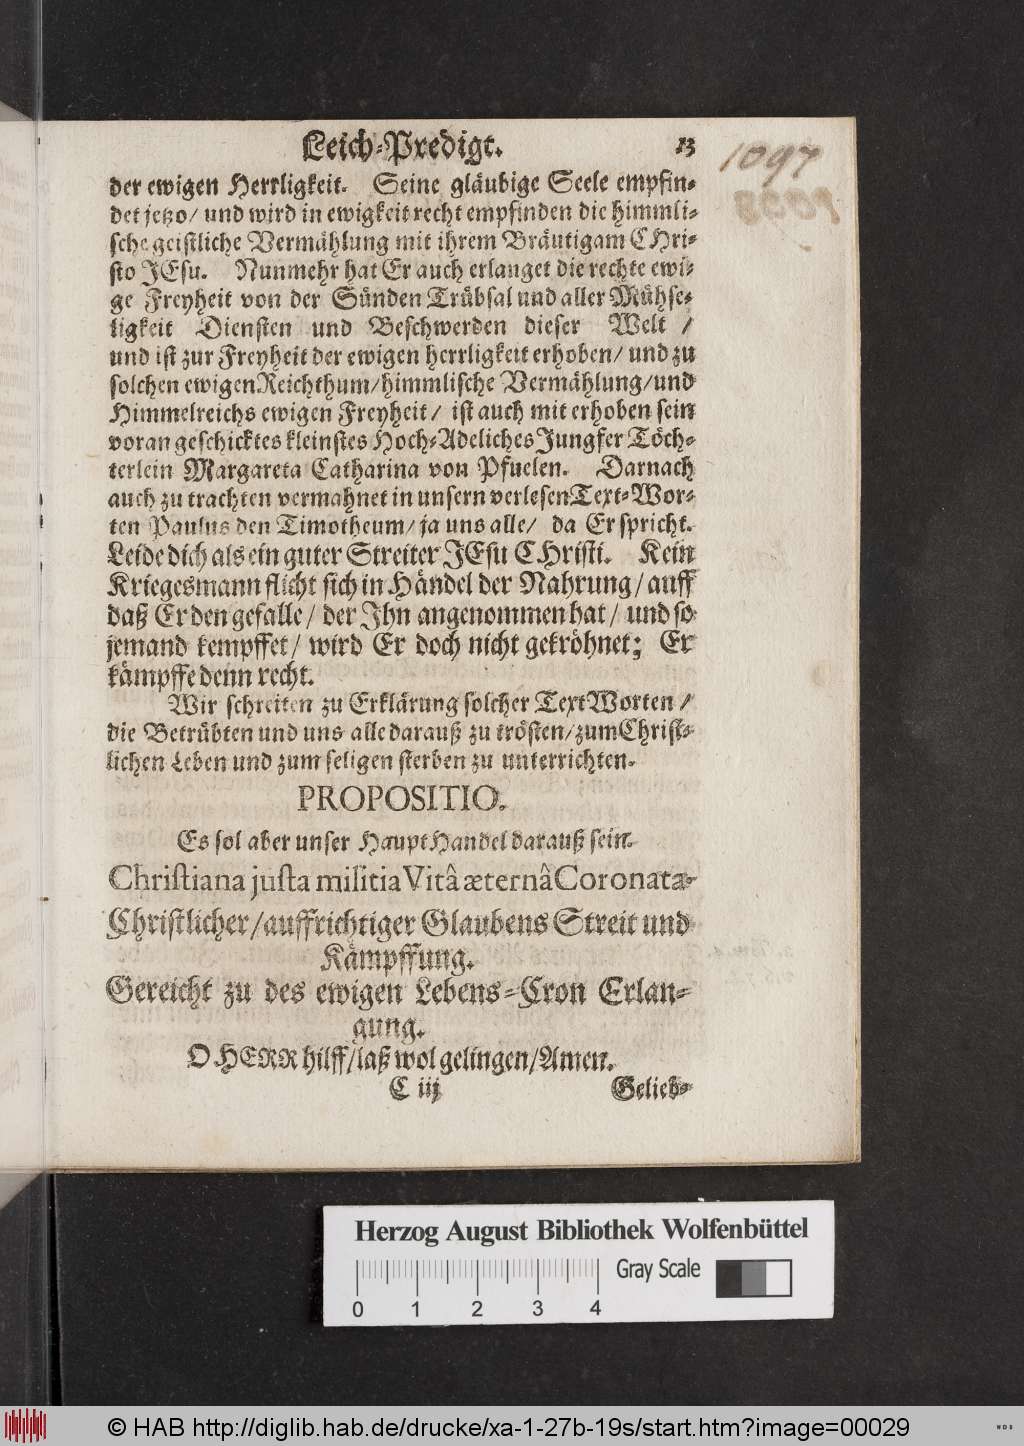 Leich-Predigt. 13
1097
der ewigen Herrligkeit. Seine gläubige Seele empfin-
det jetzo/ und wird in ewigkeit recht empfinden die himmli-
sche geistliche Vermählung mit ihrem Bräutigam CHri-
sto JEsu. Nunmehr hat Er auch erlanget die rechte ewi-
ge Freyheit von der Sünden Trübsal und aller Mühse-
ligkeit Diensten und Beschwerden dieser Welt /
und ist zur Freyheit der ewigen herrligkeit erhoben/ und zu
solchen ewigen Reichthum/himmlische Vermählung/und
Himmelreichs ewigen Freyheit/ ist auch mit erhoben sein
voran geschicktes kleinstes Hoch-Adeliches Jungfer Töch-
terlein Margareta Catharina von Pfuelen. Darnach
auch zu trachten vermahnet in unsern verlesen Text-Wor-
ten Paulus den Timotheum/ ja uns alle/ da Er spricht.
Leide dich als ein guter Streiter JEsu CHristi. Kein
Kriegesmann flicht sich in Händel der Nahrung/ auff
daß Er den gefalle/ der Jhn angenommen hat/ und so
jemand kempffet/ wird Er doch nicht gekröhnet; Er
kämpffe denn recht.
Wir schreiten zu Erklärung solcher Text Worten /
die Betrübten und uns alle darauß zu trösten/zum Christ-
lichen Leben und zum seligen sterben zu unterrichten.
PROPOSITIO.
Es sol aber unser Haupt Handel darauß sein.
Christiana justa militia Vitâ æternâ Coronata.
Christlicher/auffrichtiger Glaubens Streit und
Kämpffung.
Gereicht zu des ewigen Lebens-Cron Erlan-
gung.
O HERR hilff/laß wol gelingen/Amen.
C iij Gelieb-
Herzog August Bibliothek Wolfenbüttel
Gray Scale
0 1 2 3 4
© HAB http://diglib.hab.de/drucke/xa-1-27b-19s/start.htm?image=00029